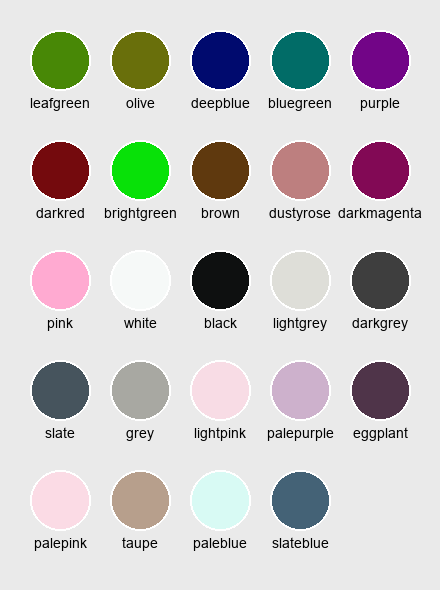 leafgreen olive deepblue bluegreen purple
darkred brightgreen brown dustyrose darkmagenta
pink white black lightgrey darkgrey
slate grey lightpink palepurple eggplant
palepink taupe paleblue slateblue